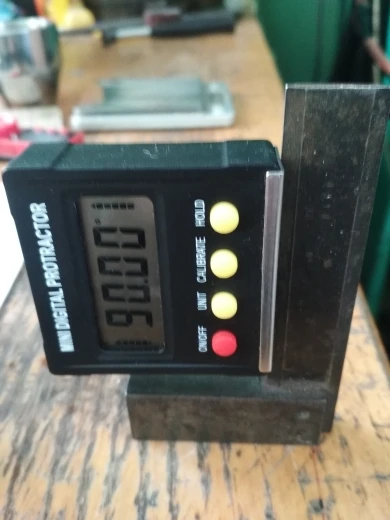 MINI DIGITAL PROTRACTOR
90.00°
ON/OFF UNIT CALIBRATE HOLD